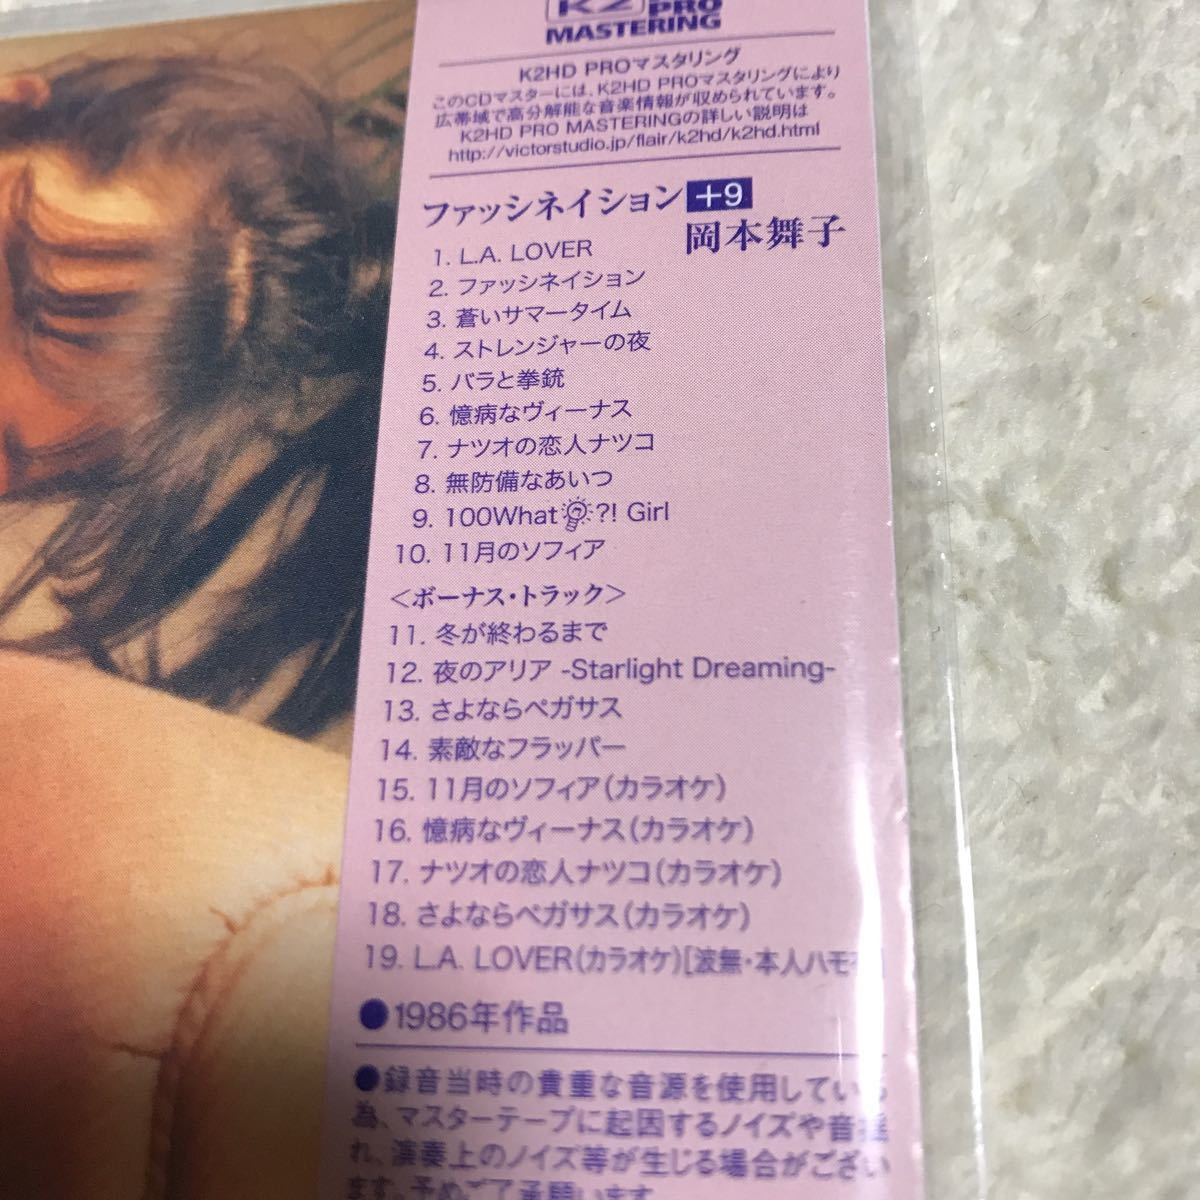 K2 PRO
MASTERING
K2HD PROマスタリング
このCDマスターには、K2HD PROマスタリングにより
広帯域で高分解能な音楽情報が収められています。
K2HD PRO MASTERINGの詳しい説明は
http://victorstudio.jp/flair/k2hd/k2hd.html
ファッシネイション +9
岡本舞子
1. L.A. LOVER
2. ファッシネイション
3. 蒼いサマータイム
4. ストレンジャーの夜
5. バラと拳銃
6. 憶病なヴィーナス
7. ナツオの恋人ナツコ
8. 無防備なあいつ
9. 100What?!  Girl
10. 11月のソフィア
<ボーナス・トラック>
11. 冬が終わるまで
12. 夜のアリア -Starlight Dreaming-
13. さよならペガサス
14. 素敵なフラッパー
15. 11月のソフィア(カラオケ)
16. 憶病なヴィーナス(カラオケ)
17. ナツオの恋人ナツコ(カラオケ)
18. さよならペガサス(カラオケ)
19. L.A. LOVER(カラオケ)[波無・本人ハモ有]
●1986年作品
●録音当時の貴重な音源を使用している
為、マスターテープに起因するノイズや音揺
れ、演奏上のノイズ等が生じる場合がござい
ます。予めご了承願います。